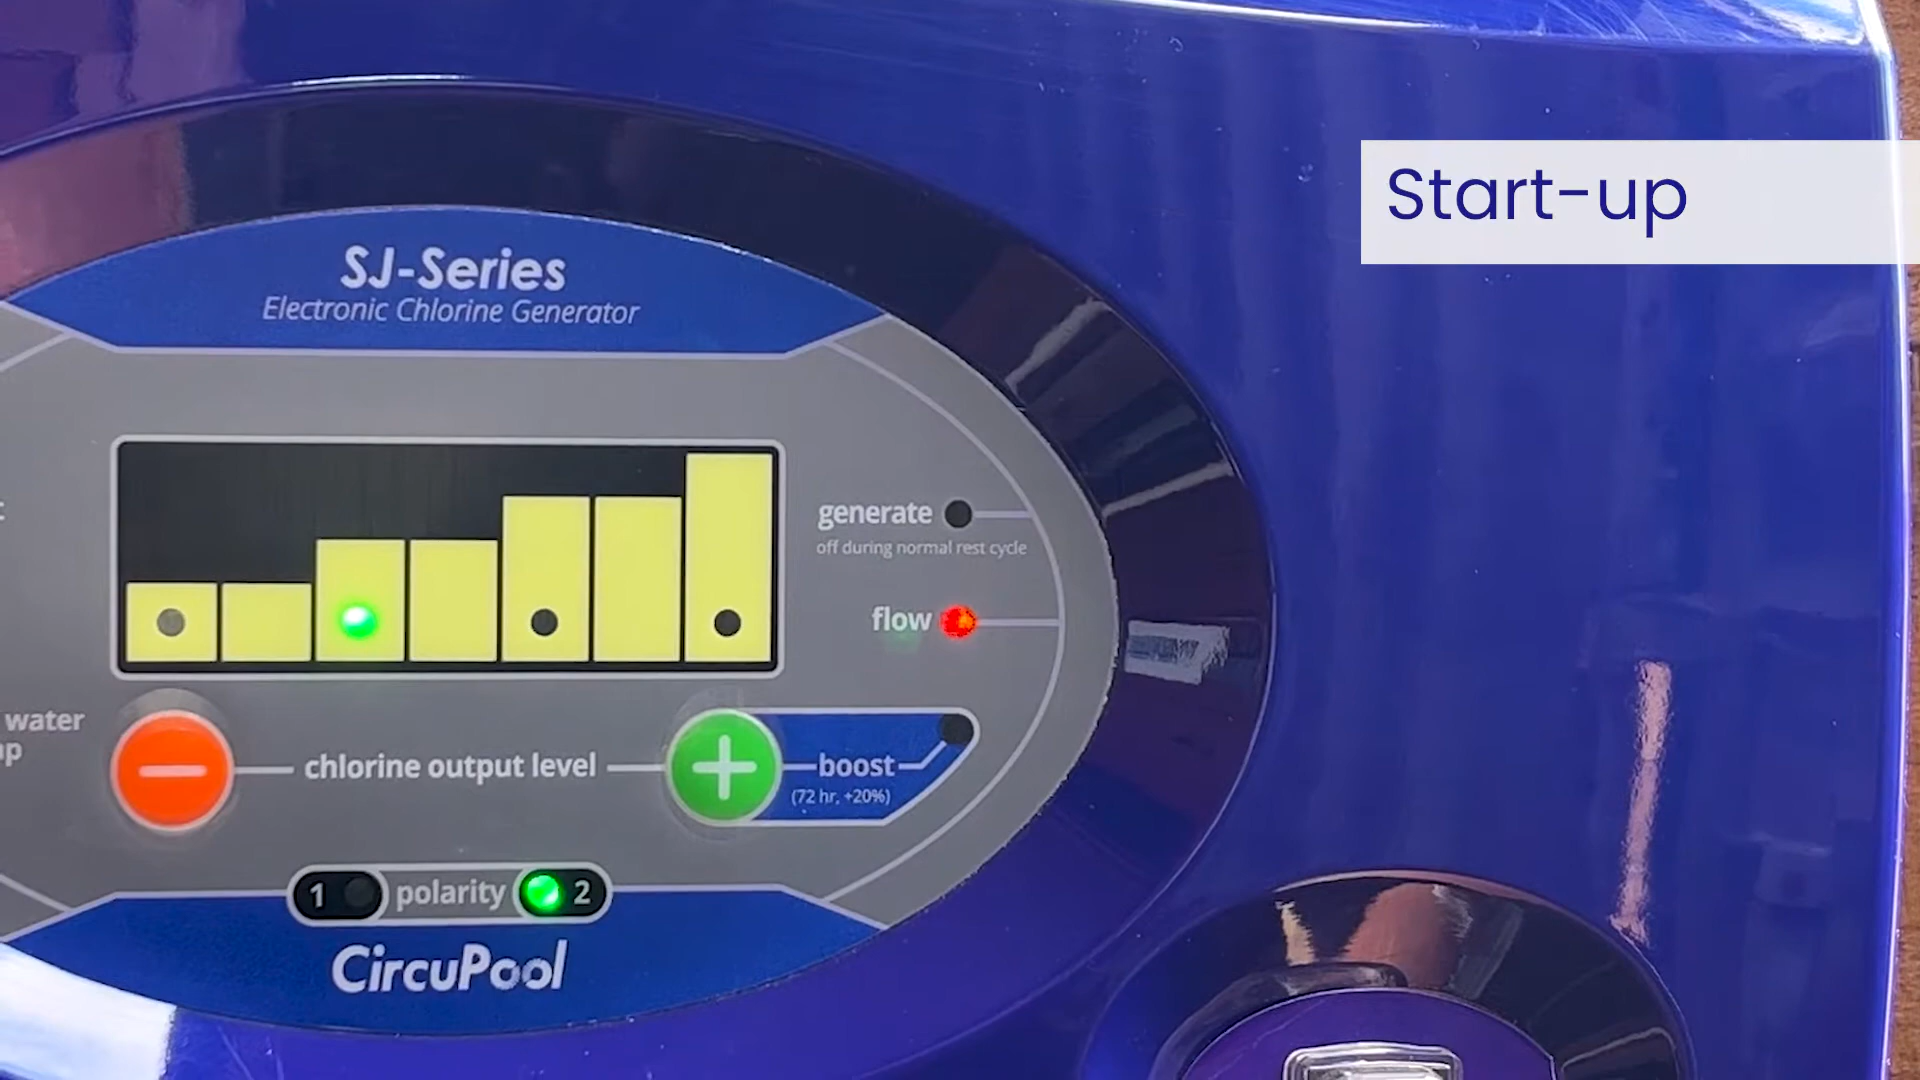 Start-up
SJ-Series
Electronic Chlorine Generator
generate
off during normal rest cycle
flow
water
chlorine output level
boost
(72 hr, +20%)
1 polarity 2
CircuPool